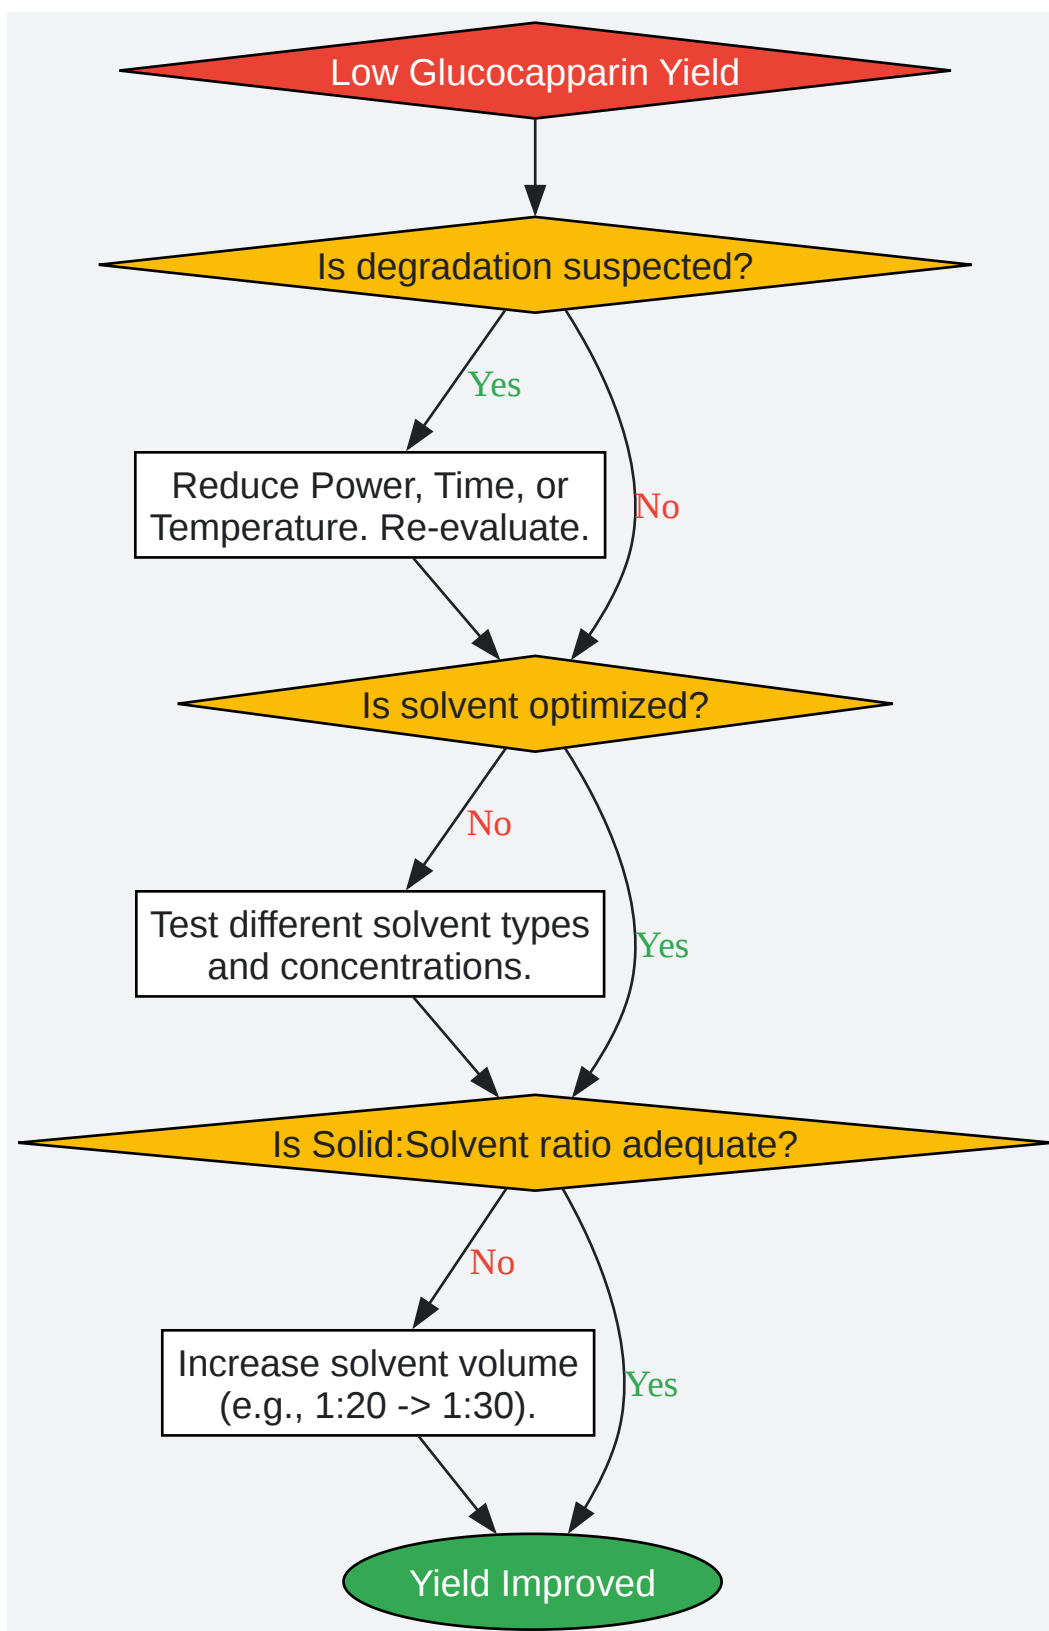 Low Glucocapparin Yield
Is degradation suspected?
Yes
Reduce Power, Time, or
Temperature. Re-evaluate.
No
Is solvent optimized?
No
Test different solvent types
and concentrations.
Yes
Is Solid:Solvent ratio adequate?
No
Increase solvent volume
(e.g., 1:20 -> 1:30).
Yes
Yield Improved